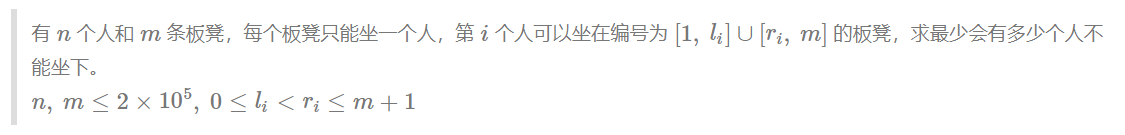 有 n 个人和 m 条板凳，每个板凳只能坐一个人，第 i 个人可以坐在编号为 [1, l_i] ∪ [r_i, m] 的板凳，求最少会有多少个人不
能坐下。
n, m ≤ 2 × 10^5, 0 ≤ l_i < r_i ≤ m + 1